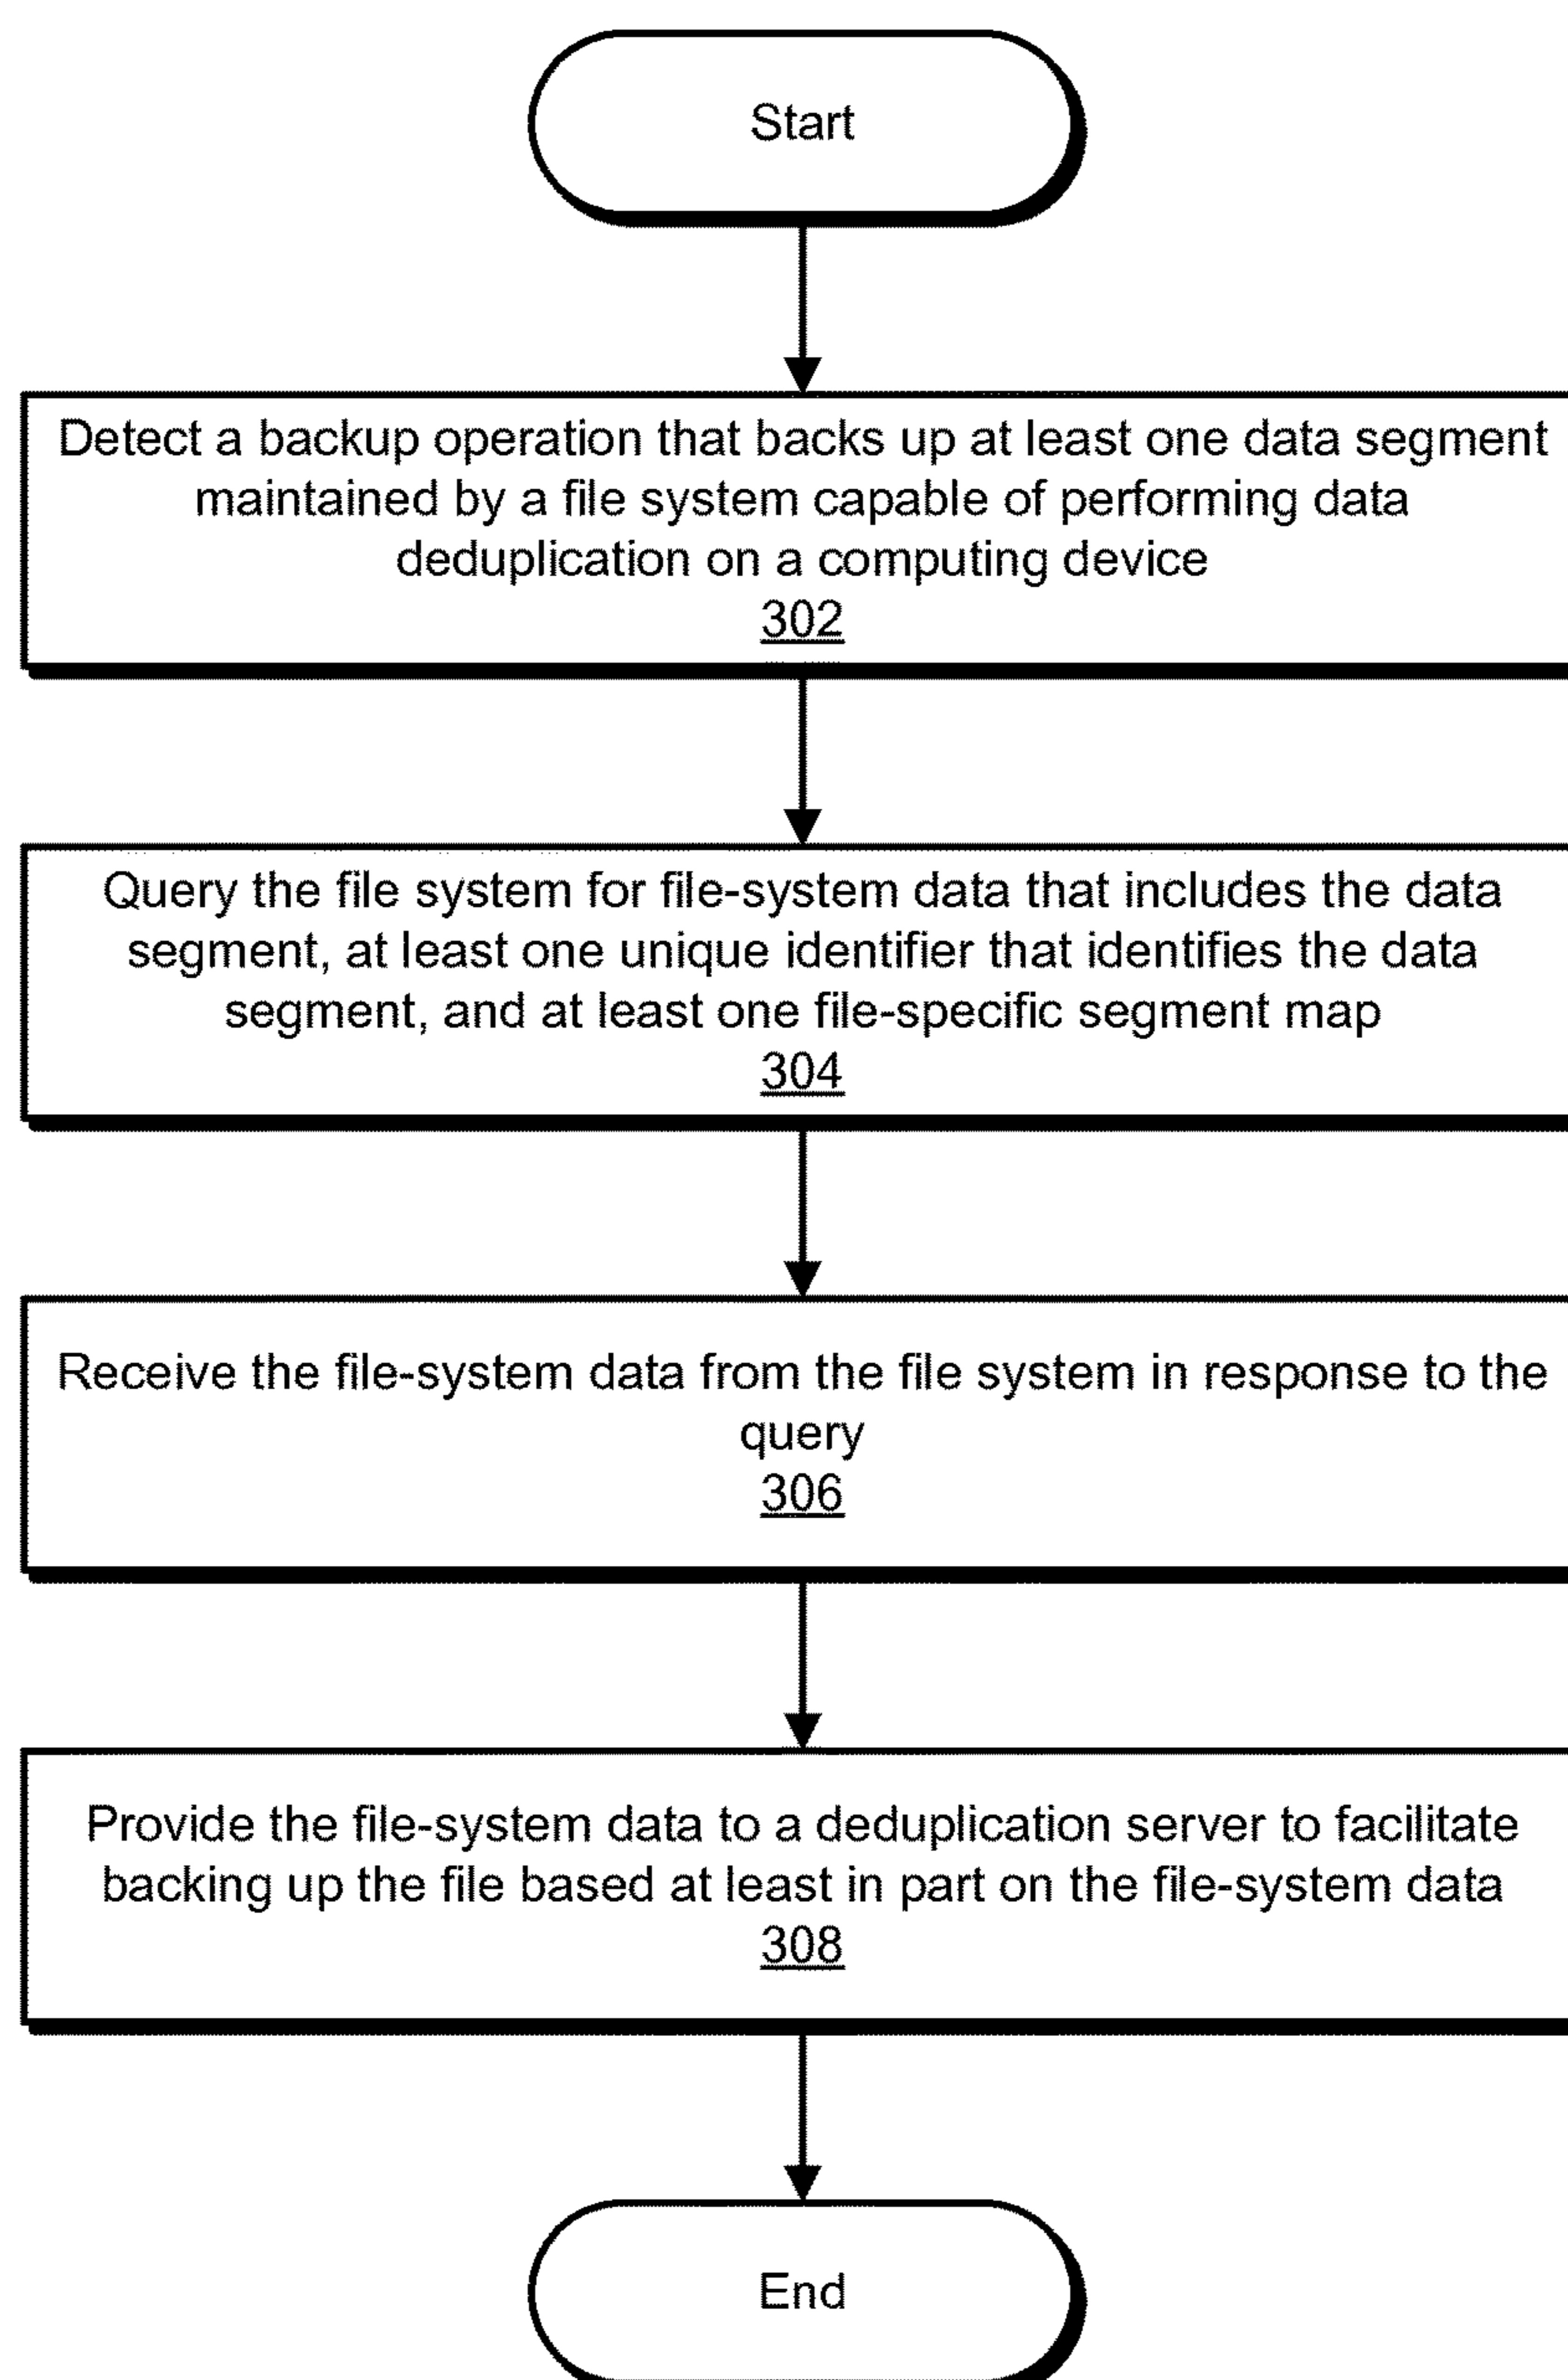 Start
Detect a backup operation that backs up at least one data segment
maintained by a file system capable of performing data
deduplication on a computing device
302
Query the file system for file-system data that includes the data
segment, at least one unique identifier that identifies the data
segment, and at least one file-specific segment map
304
Receive the file-system data from the file system in response to the
query
306
Provide the file-system data to a deduplication server to facilitate
backing up the file based at least in part on the file-system data
308
End